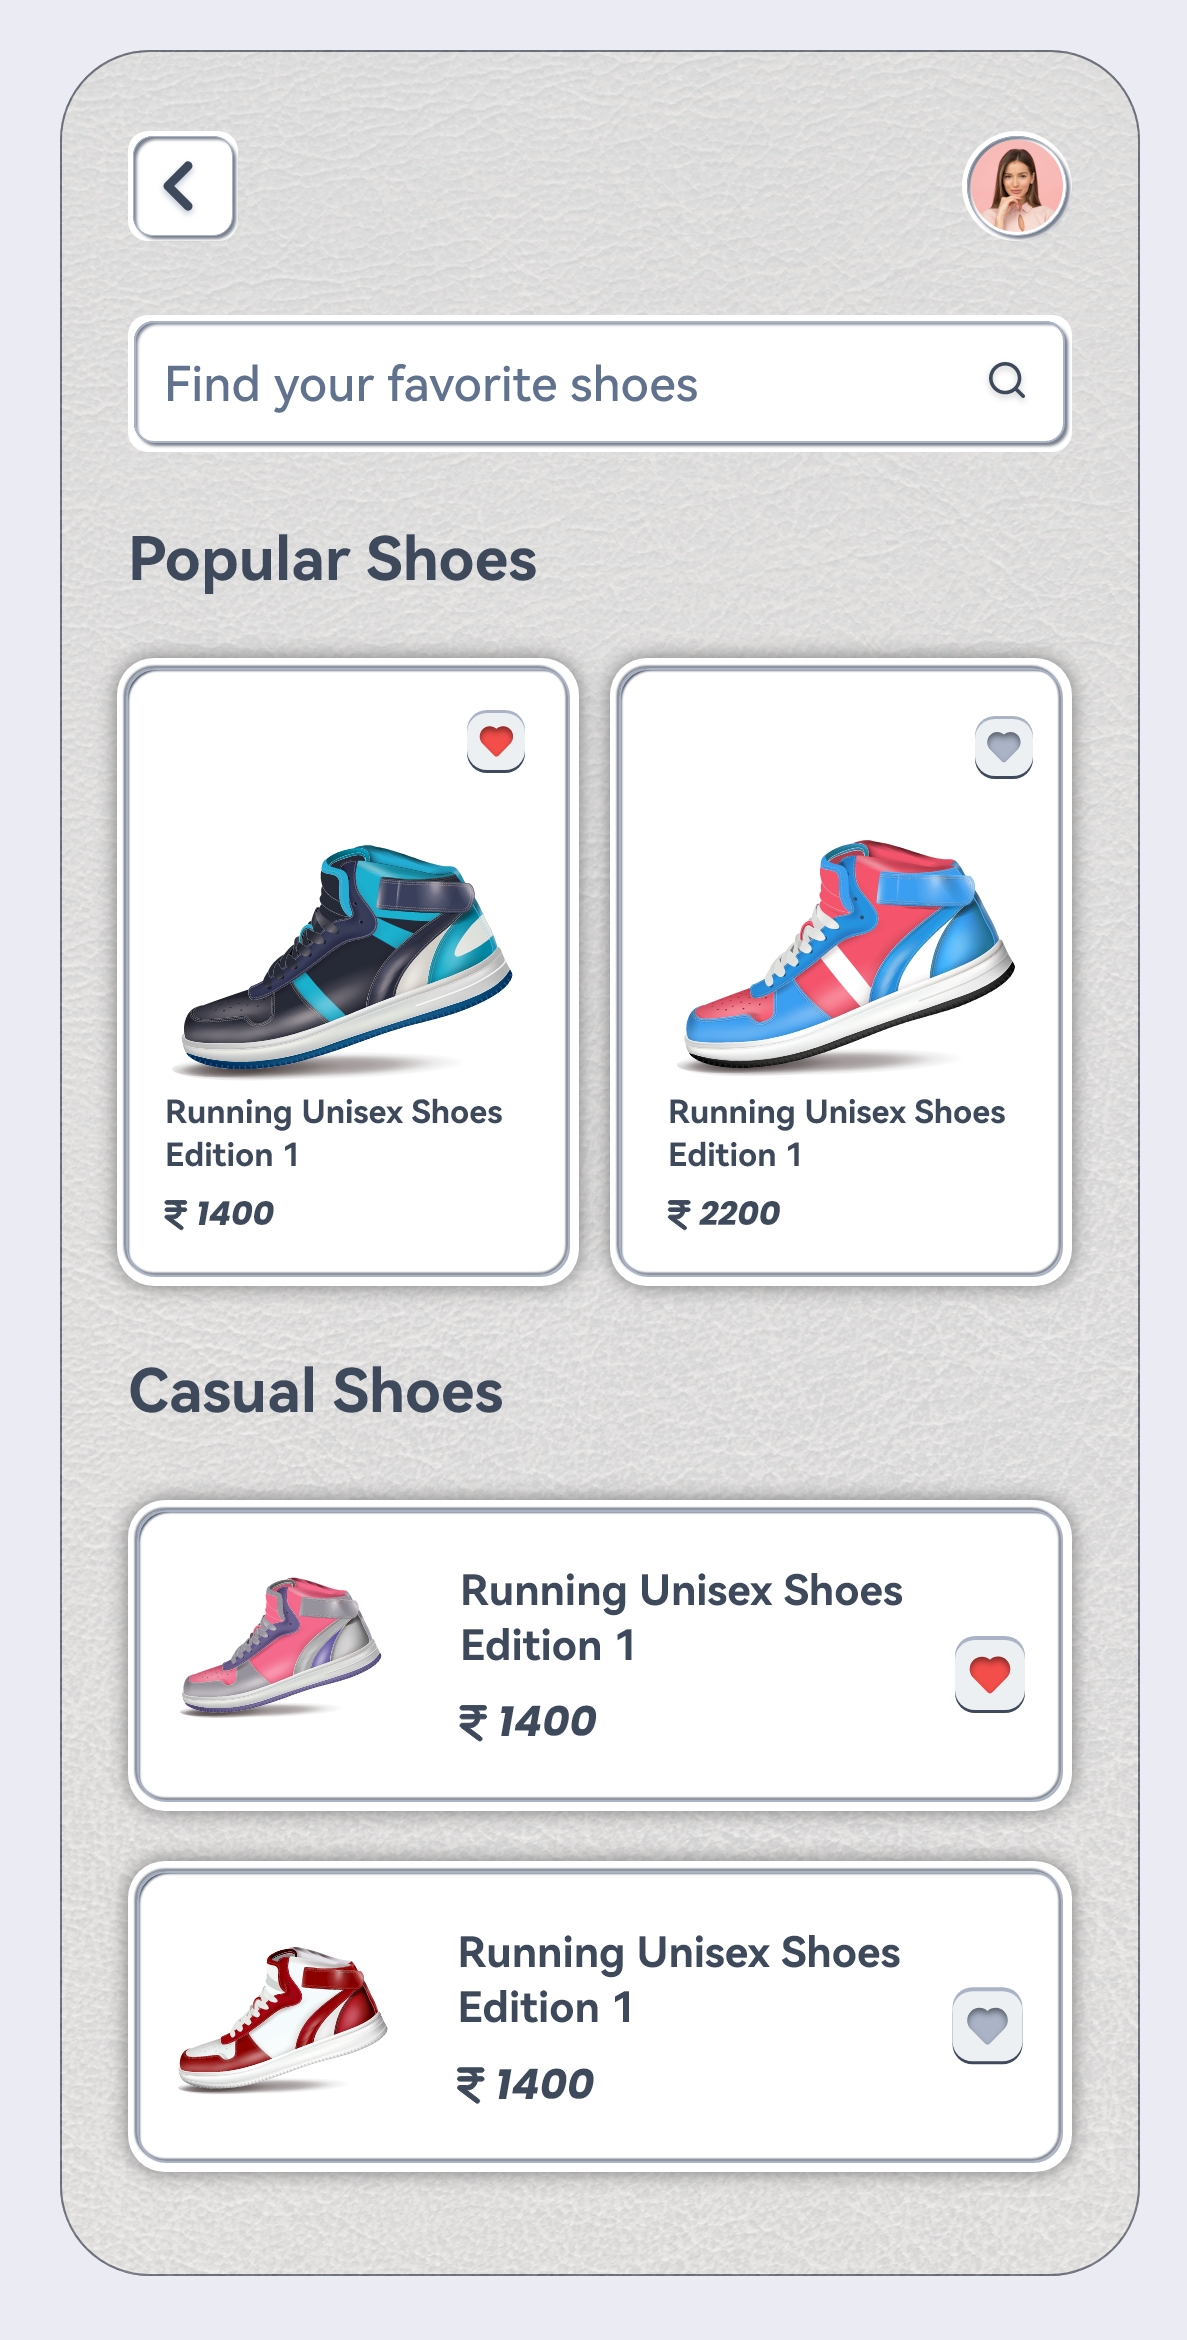 Find your favorite shoes
Popular Shoes
Running Unisex Shoes
Edition 1
₹ 1400
Running Unisex Shoes
Edition 1
₹ 2200
Casual Shoes
Running Unisex Shoes
Edition 1
₹ 1400
Running Unisex Shoes
Edition 1
₹ 1400